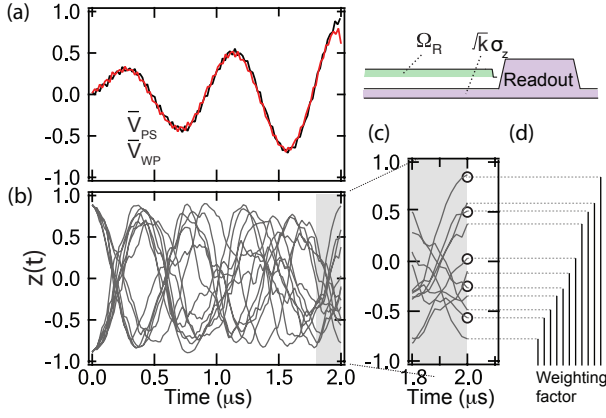 (a)
1.0
0.5
0.0
-0.5
-1.0
V̅PS
V̅WP
ΩR
√k̅σz
Readout
(b)
z(t)
1.0
0.5
0.0
-0.5
-1.0
0.0 0.5 1.0 1.5 2.0
Time (μs)
(c)
1.0
0.5
0.0
-0.5
-1.0
1.8 2.0
Time (μs)
(d)
Weighting
factor